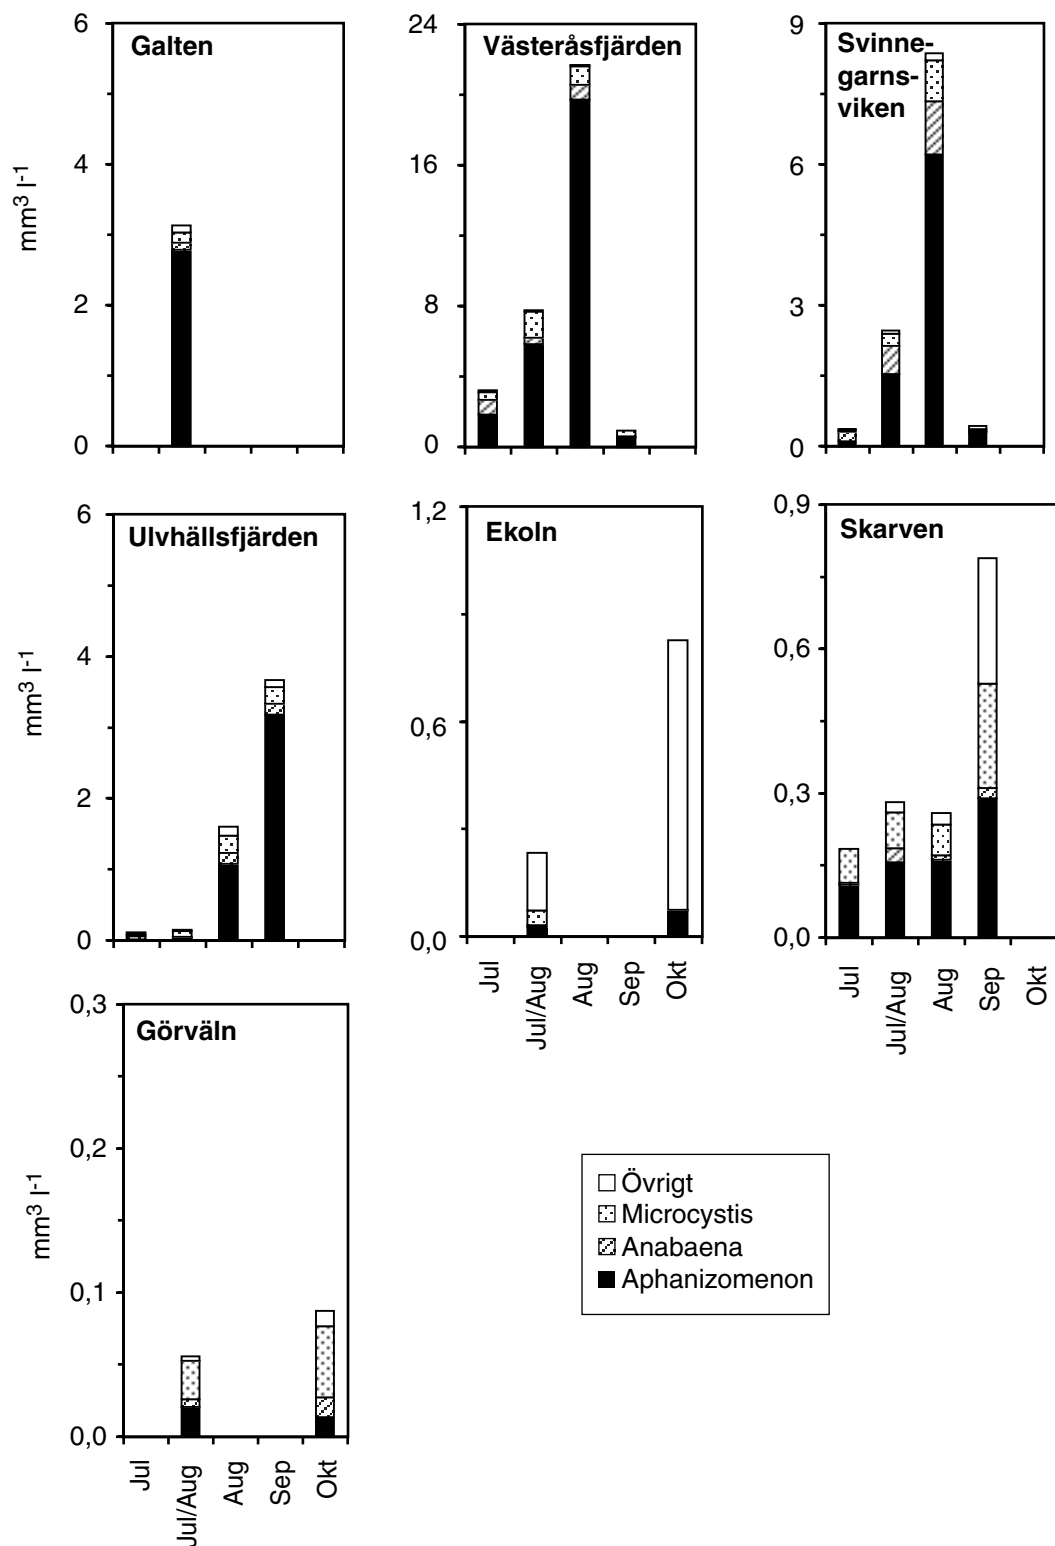 Galten
6
4
2
0
mm3 l-1
Västeråsfjärden
24
16
8
0
Svinne-
garns-
viken
9
6
3
0
Ulvhällsfjärden
6
4
2
0
mm3 l-1
Ekoln
1,2
0,6
0,0
Jul
Jul/Aug
Aug
Sep
Okt
Skarven
0,9
0,6
0,3
0,0
Jul
Jul/Aug
Aug
Sep
Okt
Görväln
0,3
0,2
0,1
0,0
mm3 l-1
Jul
Jul/Aug
Aug
Sep
Okt
Övrigt
Microcystis
Anabaena
Aphanizomenon